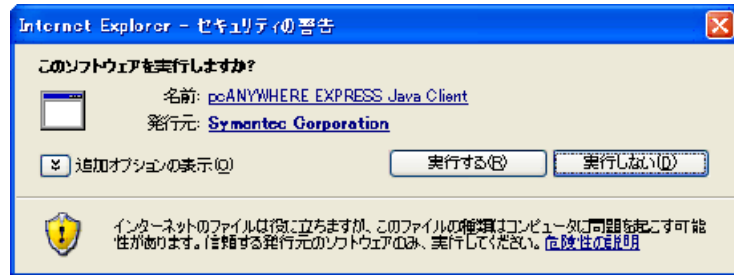 Internet Explorer - セキュリティの警告
このソフトウェアを実行しますか?
名前: pcANYWHERE EXPRESS Java Client
発行元: Symantec Corporation
追加オプションの表示(O)
実行する(R)
実行しない(D)
インターネットのファイルは役に立ちますが、このファイルの種類はコンピュータに問題を起こす可能
性があります。信頼する発行元のソフトウェアのみ、実行してください。危険性の説明